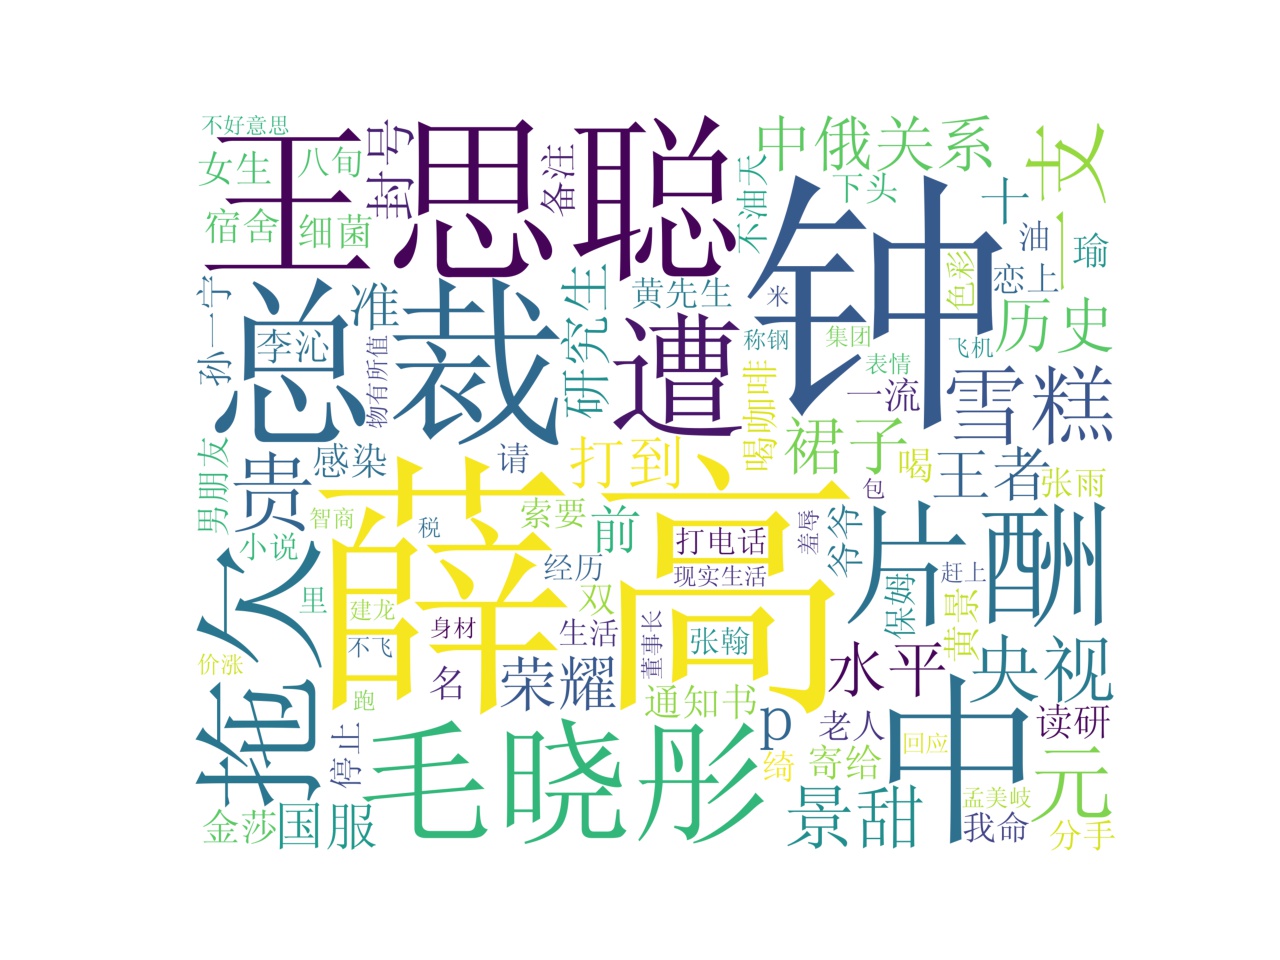 不好意思
王思聪
封号
备注
中俄关系
二女
女生
八旬
宿舍
细菌
不油天
下头
十
油
瑜
钟
恋上
色彩
孙一宁
准
研究生
黄先生
米
历史
总裁
李沁
物有所值
遭
称钢
集团
飞机
表情
一流
雪糕
喝咖啡
男朋友
贵
感染
请
打到
裙子
喝
王者
张雨
智商
税
索要
前
包
羞辱
爷爷
片酬
小说
薛
高
打电话
现实生活
经历
赶上
保姆
黄景
里
建龙
双
拖欠
不飞
身材
生活
董事长
张翰
水平
央视
价涨
跑
名
荣耀
通知书
p
老人
中
读研
停止
毛晓彤
回应
绮
寄给
元
金莎
国服
景甜
孟美岐
我命
分手